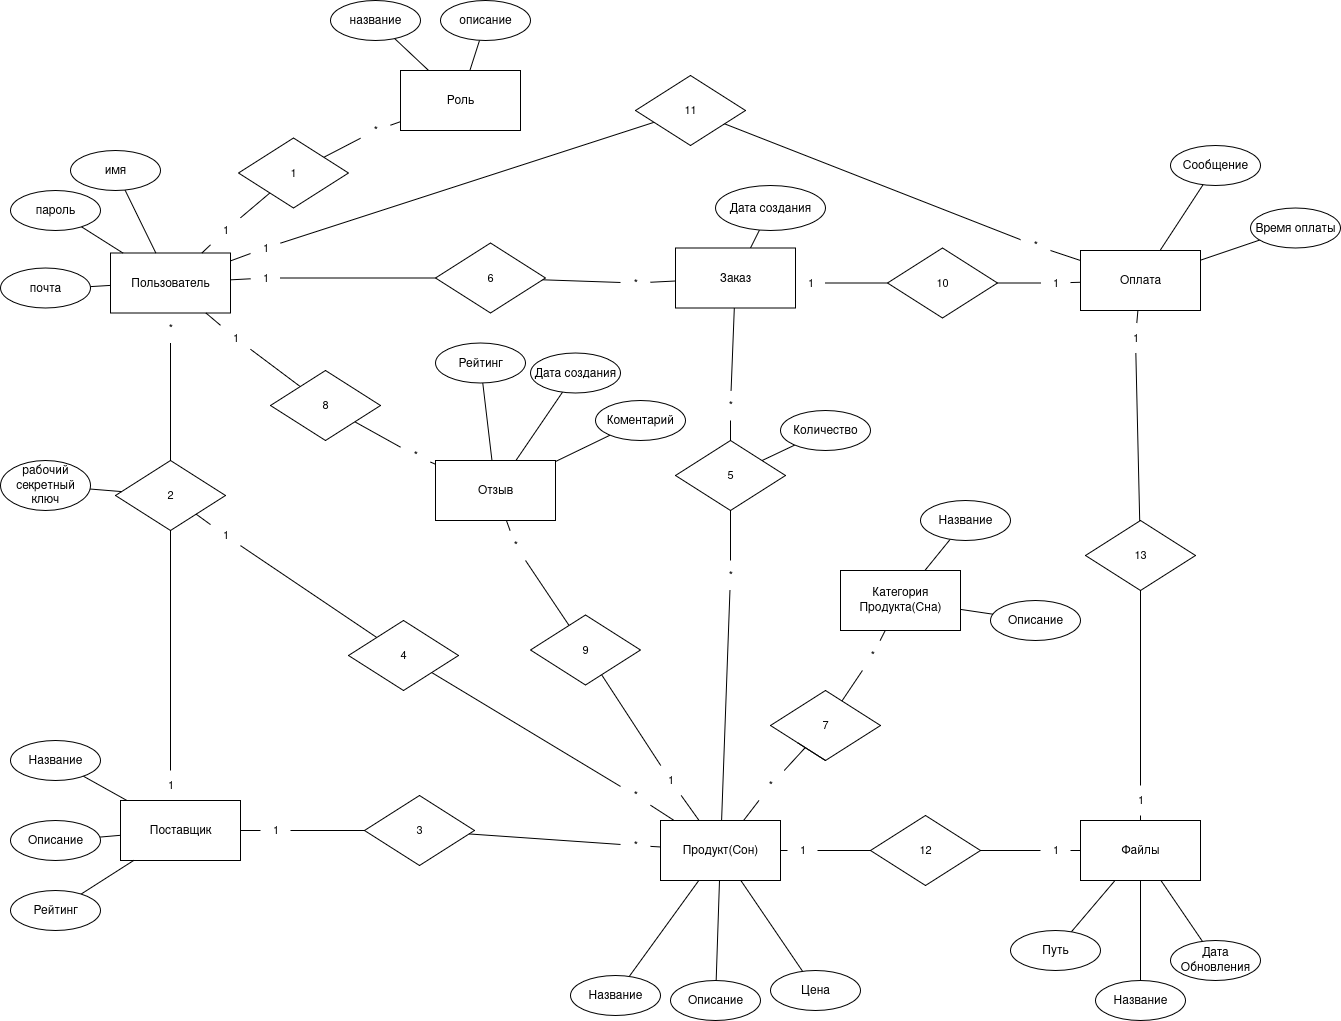 название
описание
Роль
*
1
1
11
имя
пароль
почта
Пользователь
1
1
6
*
Дата создания
Заказ
1
10
1
*
Сообщение
Время оплаты
Оплата
1
*
1
8
*
Рейтинг
Дата создания
Коментарий
Отзыв
*
*
Количество
5
*
рабочий
секретный
ключ
2
1
4
*
9
1
Название
Категория
Продукта(Сна)
Описание
*
7
*
13
1
1
Название
Описание
Рейтинг
Поставщик
1
3
*
Продукт(Сон)
1
12
1
Файлы
Название
Описание
Цена
Путь
Название
Дата
Обновления